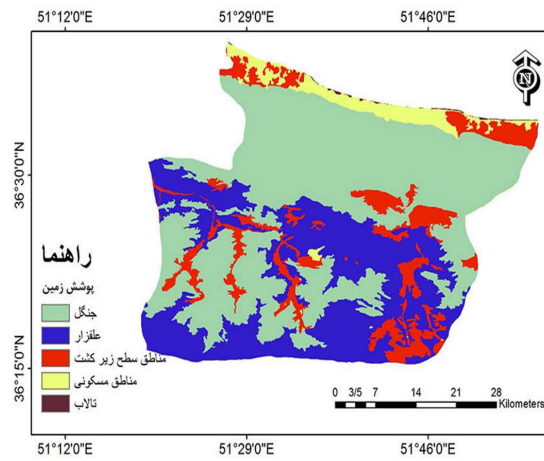 51°12'0"E 51°29'0"E 51°46'0"E
N
36°30'0"N
36°15'0"N
راهنما
پوشش زمین
جنگل
علفزار
مناطق سطح زیر کشت
مناطق مسکونی
تالاب
0 3/5 7 14 21 28
Kilometers
51°12'0"E 51°29'0"E 51°46'0"E